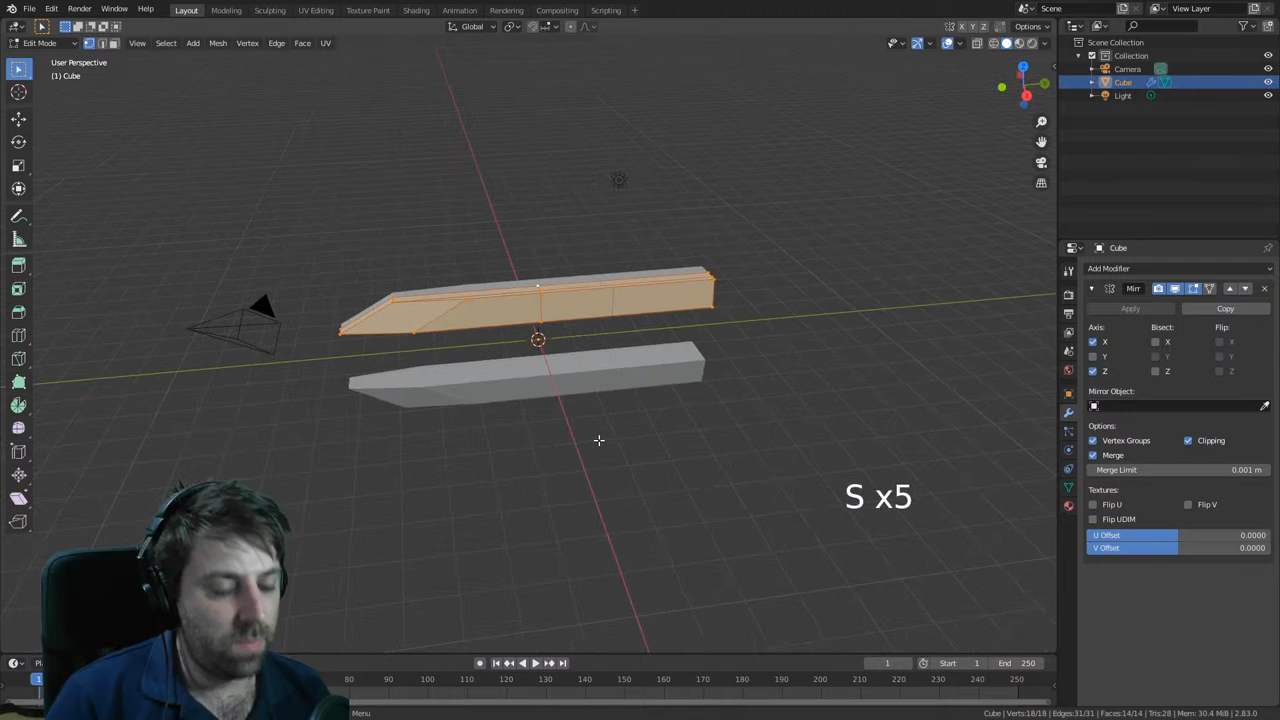 File Edit Render Window Help Layout Modeling Sculpting UV Editing Texture Paint Shading Animation Rendering Compositing Scripting + Scene View Layer
Global X Y Z Options
Edit Mode View Select Add Mesh Vertex Edge Face UV
User Perspective
(1) Cube
Scene Collection
Collection
Camera
Cube
Light
Cube
Add Modifier
Mirr
Apply Copy
Axis: Bisect: Flip:
X X X
Y Y Y
Z Z Z
Mirror Object:
Options:
Vertex Groups Clipping
Merge
Merge Limit 0.001 m
Textures:
Flip U Flip V
Flip UDIM
U Offset 0.0000
V Offset 0.0000
S x5
1 Start 1 End 250
80 90 100 110 120 130 140 150 160 170 180 190 200 210 220 230 240 250
Menu
Cube | Verts:18/18 | Edges:31/31 | Faces:14/14 | Tris:28 | Mem: 30.4 MiB | 2.83.0